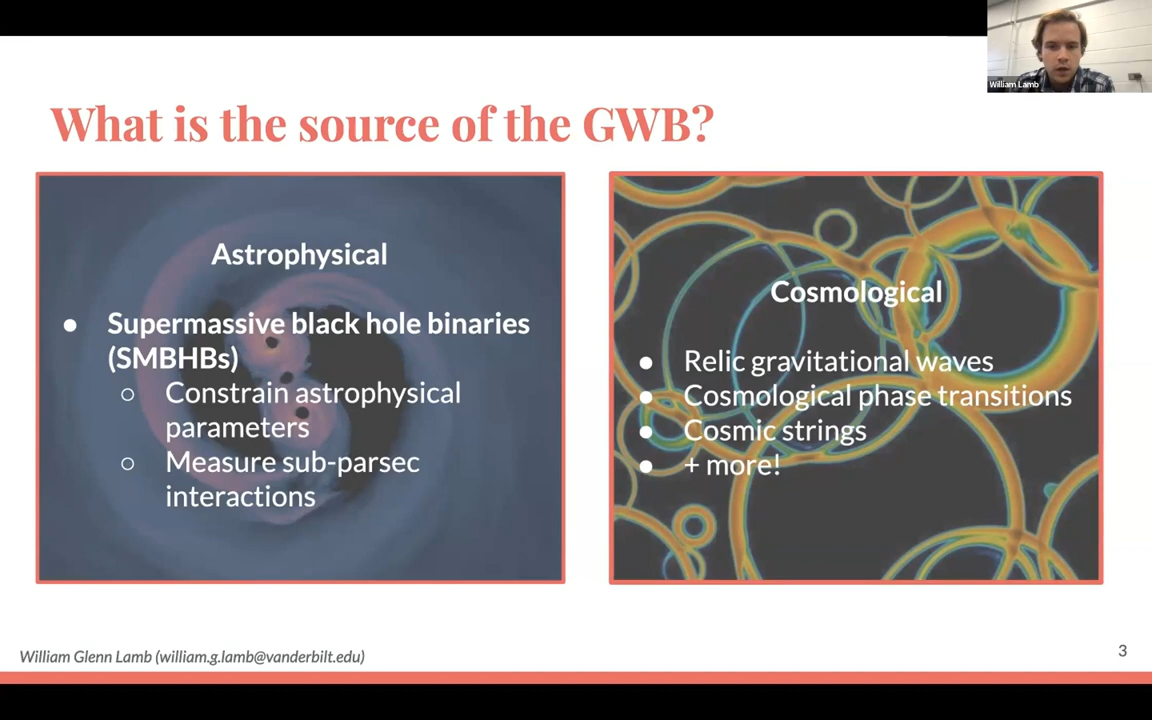 William Lamb
What is the source of the GWB?
Astrophysical
● Supermassive black hole binaries
(SMBHBs)
○ Constrain astrophysical
parameters
○ Measure sub-parsec
interactions
Cosmological
● Relic gravitational waves
● Cosmological phase transitions
● Cosmic strings
● + more!
William Glenn Lamb (william.g.lamb@vanderbilt.edu)
3